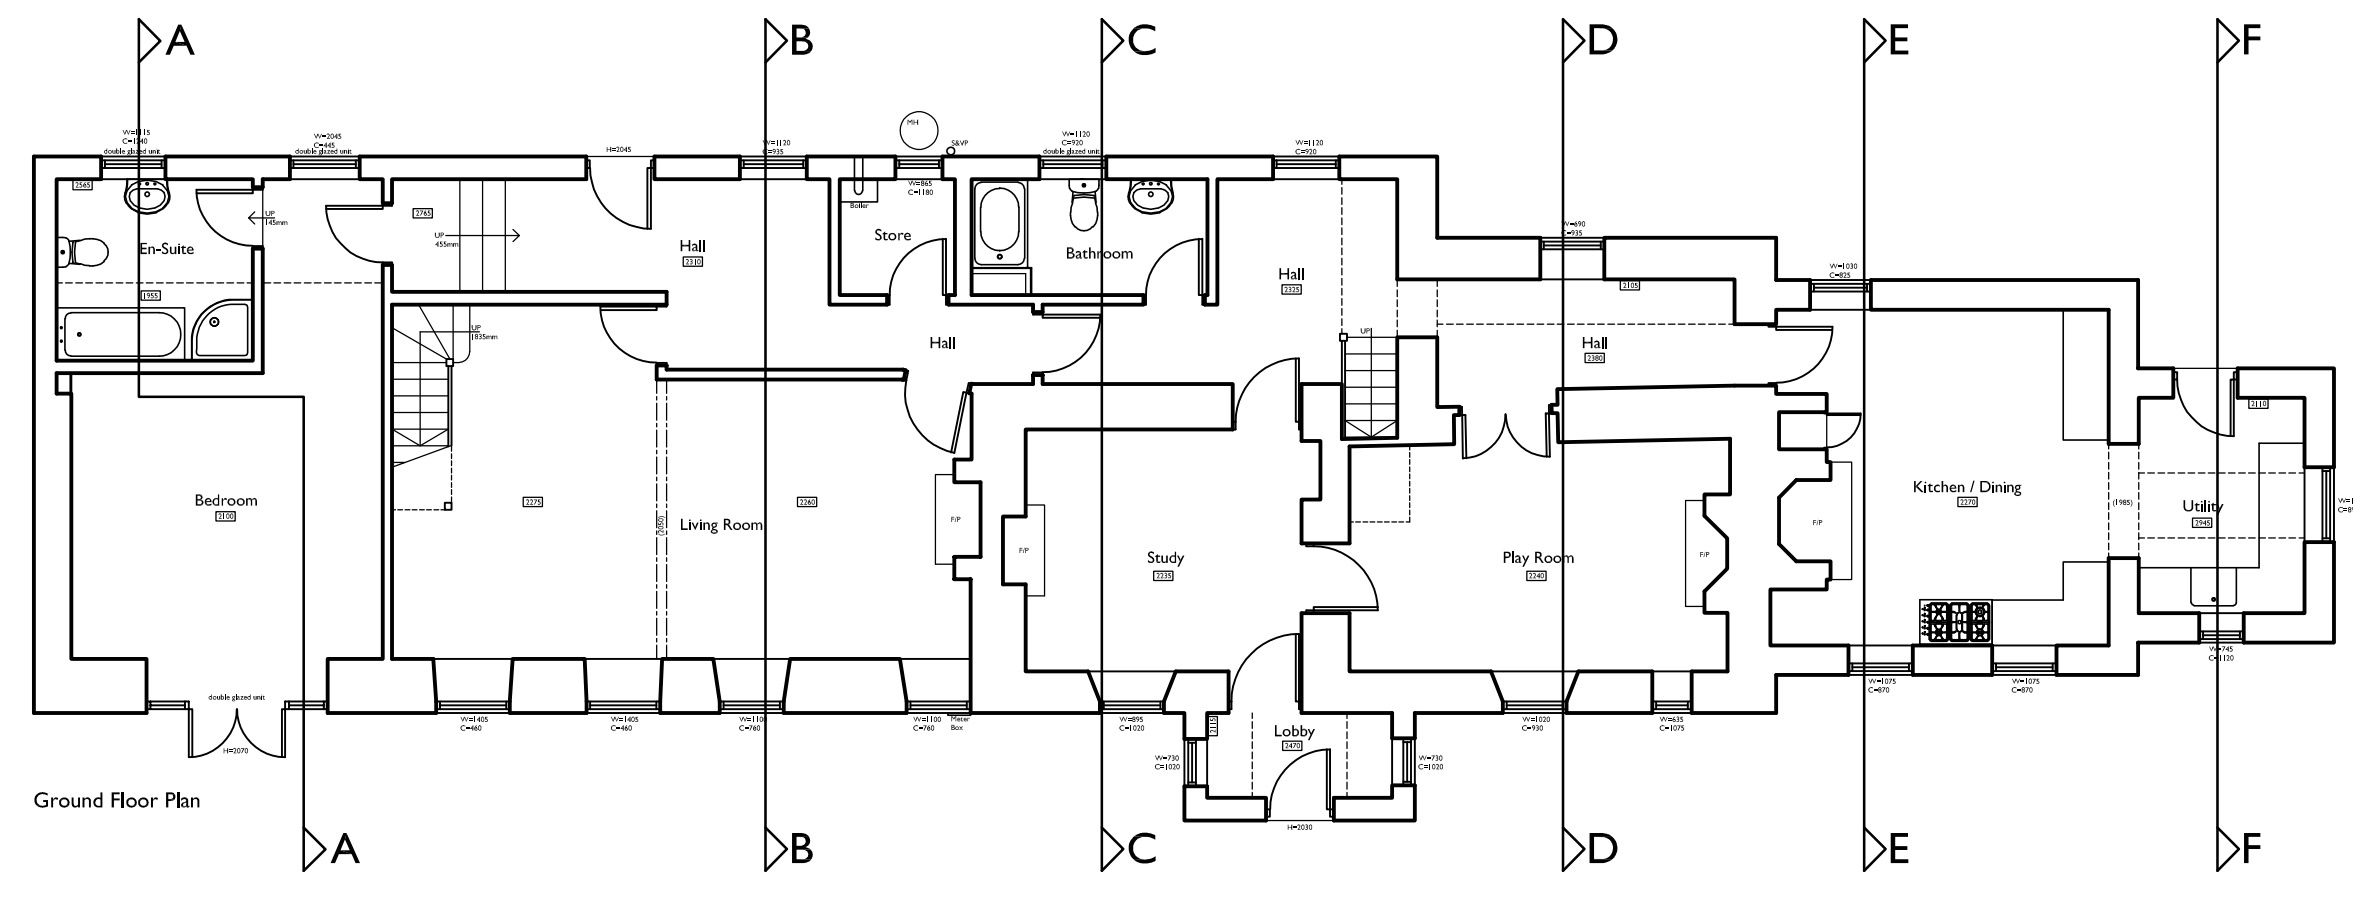 A
B
C
D
E
F
W=1115
C=1240
double glazed unit
W=2045
C=445
double glazed unit
H=2045
W=1120
C=935
MH
S&VP
W=865
C=1180
W=1120
C=920
double glazed unit
W=1120
C=920
W=690
C=935
W=1030
C=825
2565
UP
145mm
En-Suite
1955
2765
UP
455mm
Hall
2310
Boiler
Store
Bathroom
Hall
2325
2105
UP
1835mm
Hall
UP
Hall
2380
2110
Bedroom
2100
2275
(2050)
Living Room
2260
F/P
F/P
Study
2235
Play Room
2240
F/P
F/P
Kitchen / Dining
2270
(1985)
Utility
2945
double glazed unit
H=2070
W=1405
C=460
W=1405
C=460
W=1100
C=760
W=1100
C=760
Meter
Box
W=895
C=1020
2115
Lobby
2470
W=730
C=1020
W=730
C=1020
H=2030
W=1020
C=930
W=635
C=1075
W=1075
C=870
W=1075
C=870
W=745
C=1120
Ground Floor Plan
A
B
C
D
E
F